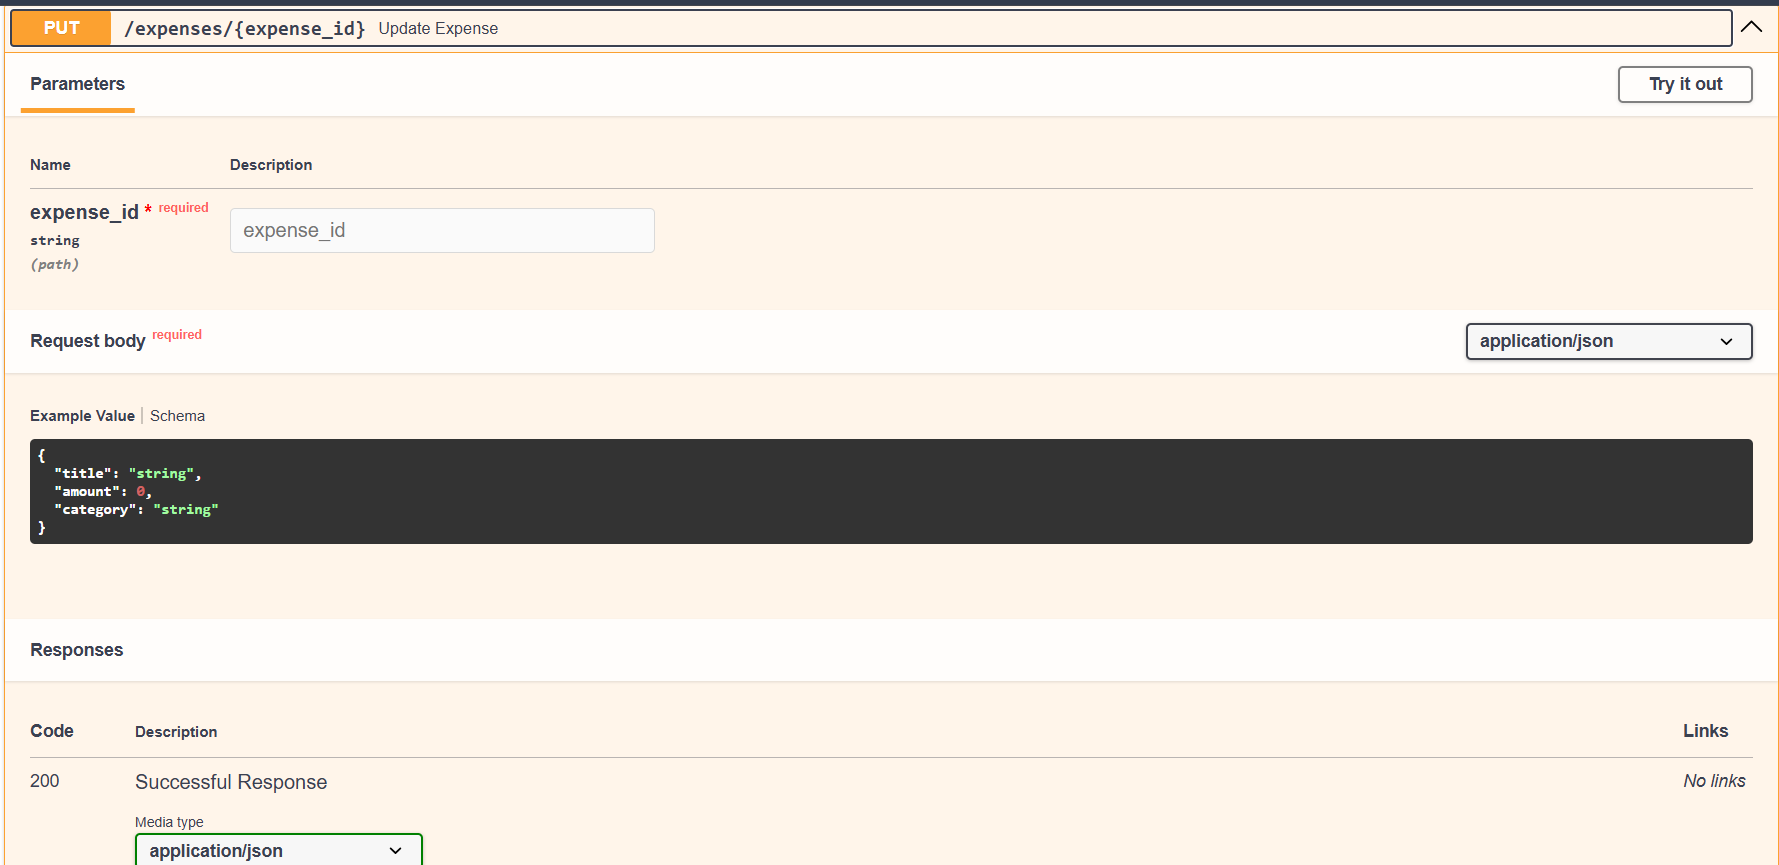 PUT /expenses/{expense_id} Update Expense
Parameters
Try it out
Name Description
expense_id * required
string
(path)
expense_id
Request body required
application/json
Example Value Schema
{
  "title": "string",
  "amount": 0,
  "category": "string"
}
Responses
Code Description Links
200 Successful Response No links
Media type
application/json